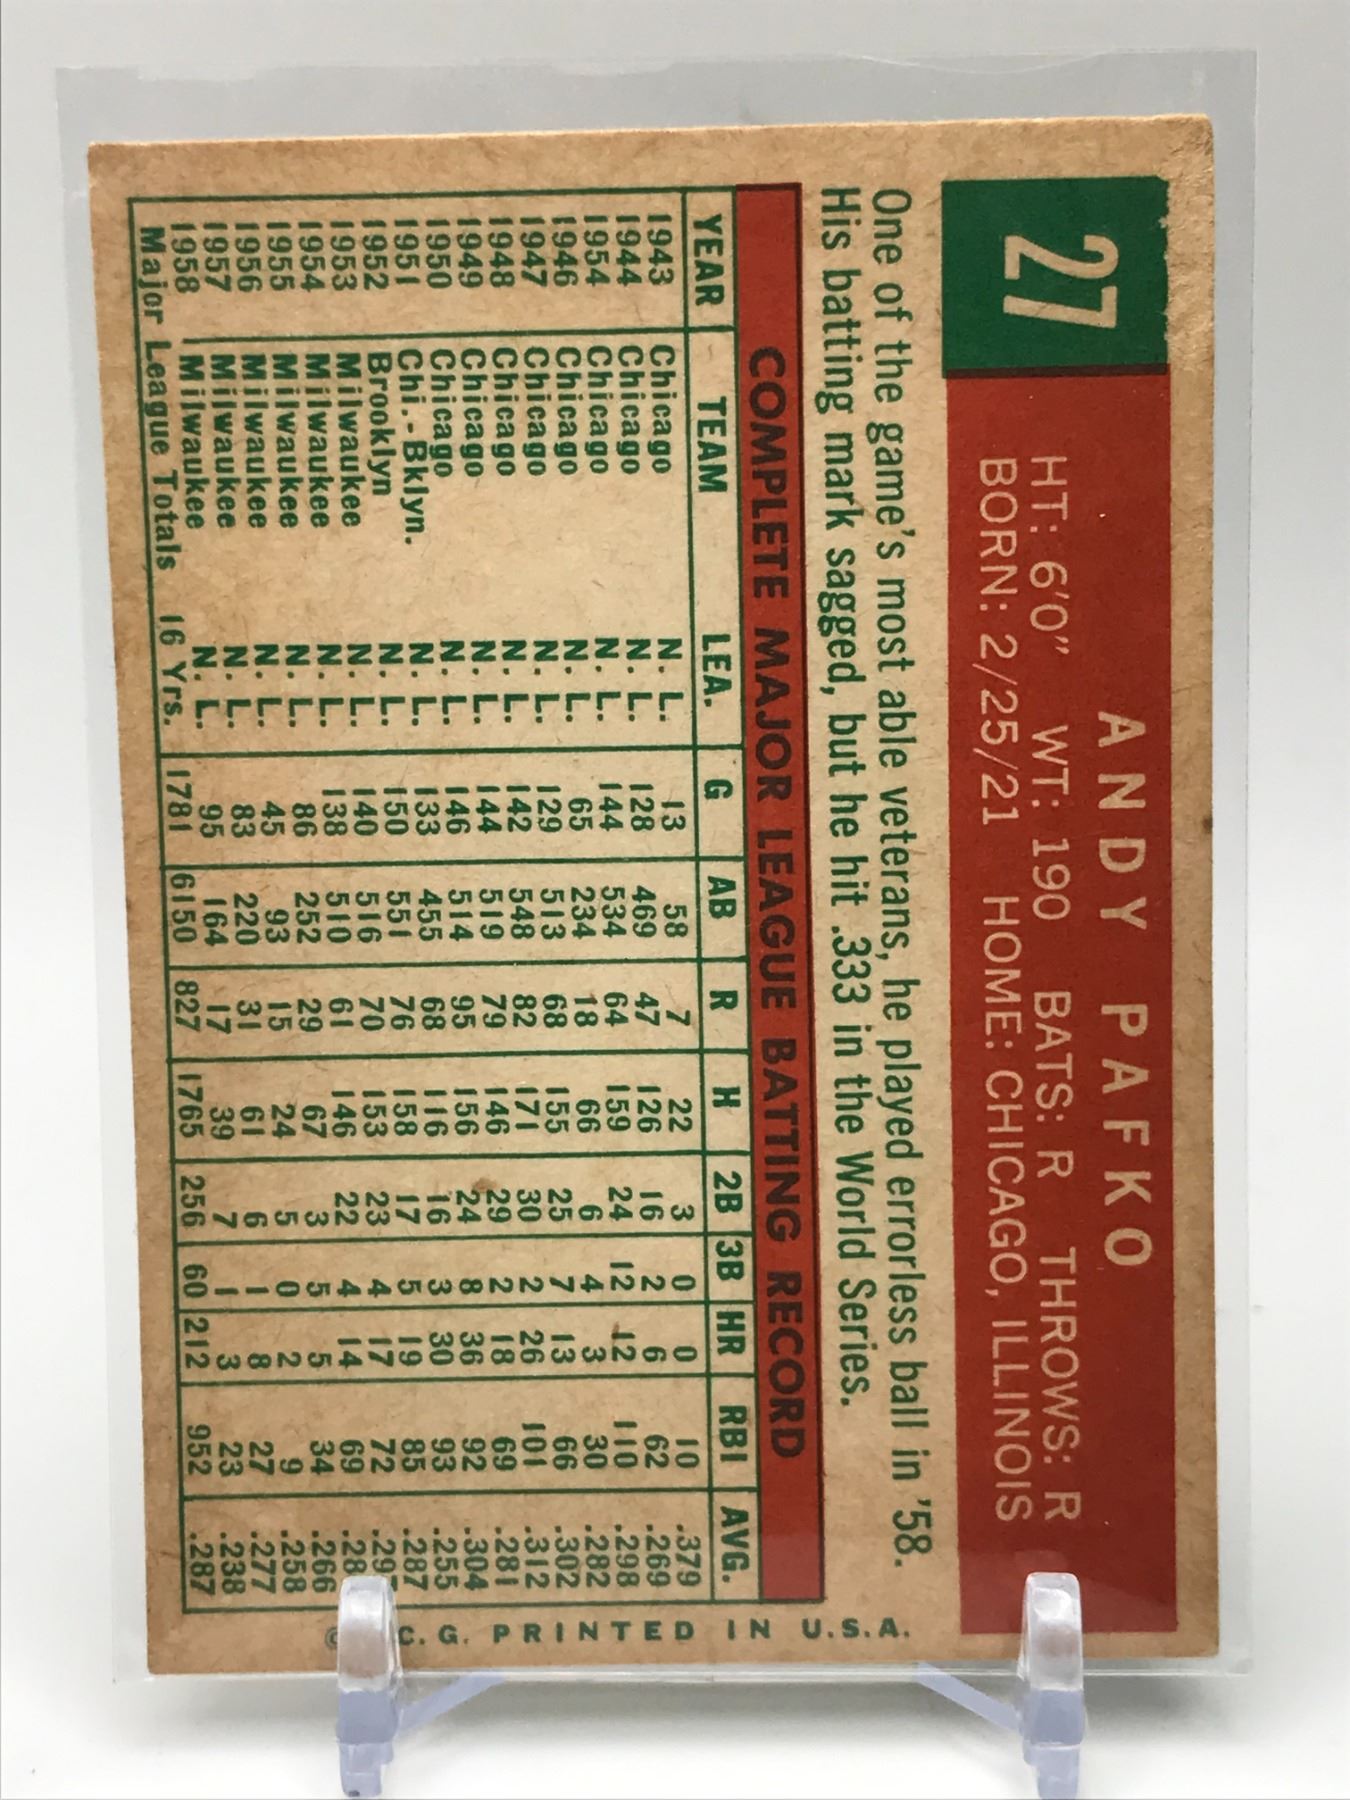 27
ANDY PAFKO
HT: 6'0" WT: 190 BATS: R THROWS: R
BORN: 2/25/21 HOME: CHICAGO, ILLINOIS
One of the game's most able veterans, he played errorless ball in '58.
His batting mark sagged, but he hit .333 in the World Series.
COMPLETE MAJOR LEAGUE BATTING RECORD
YEAR TEAM LEA. G AB R H 2B 3B HR RBI AVG.
1943 Chicago N. L. 13 58 7 22 3 0 0 10 .379
1944 Chicago N. L. 128 469 47 126 16 2 6 62 .269
1954 Chicago N. L. 144 534 64 159 24 12 12 110 .298
1946 Chicago N. L. 65 234 18 66 6 4 3 30 .282
1947 Chicago N. L. 129 513 68 155 25 7 13 66 .302
1948 Chicago N. L. 142 548 82 171 30 2 26 101 .312
1949 Chicago N. L. 144 519 79 146 29 2 18 69 .281
1950 Chicago N. L. 146 514 95 156 24 8 36 92 .304
1951 Chi.-Bklyn. N. L. 133 455 68 116 16 3 30 93 .255
1952 Brooklyn N. L. 150 551 76 158 17 5 19 85 .287
1953 Milwaukee N. L. 140 516 70 153 23 4 17 72 .297
1954 Milwaukee N. L. 138 510 61 146 22 4 14 69 .28
1955 Milwaukee N. L. 86 252 29 67 3 5 5 34 .266
1956 Milwaukee N. L. 45 93 15 24 5 0 2 9 .258
1957 Milwaukee N. L. 83 220 31 61 6 1 8 27 .277
1958 Milwaukee N. L. 95 164 17 39 7 1 3 23 .238
Major League Totals 16 Yrs. 1781 6150 827 1765 256 60 212 952 .287
© C. G. PRINTED IN U.S.A.